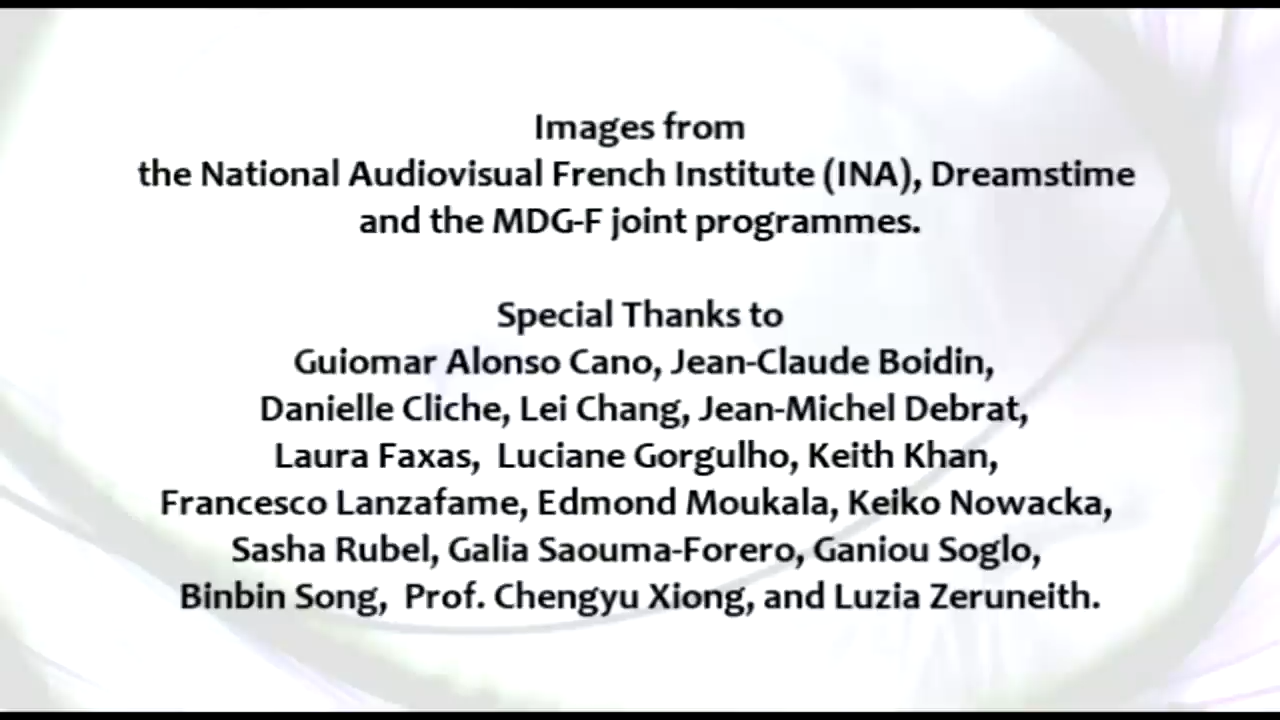 Images from
the National Audiovisual French Institute (INA), Dreamstime
and the MDG-F joint programmes.
Special Thanks to
Guiomar Alonso Cano, Jean-Claude Boidin,
Danielle Cliche, Lei Chang, Jean-Michel Debrat,
Laura Faxas,  Luciane Gorgulho, Keith Khan,
Francesco Lanzafame, Edmond Moukala, Keiko Nowacka,
Sasha Rubel, Galia Saouma-Forero, Ganiou Soglo,
Binbin Song,  Prof. Chengyu Xiong, and Luzia Zeruneith.